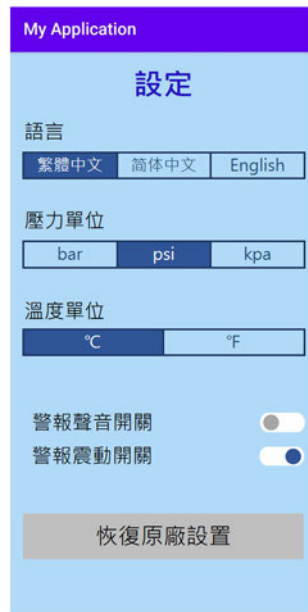 My Application
設定
語言
繁體中文 简体中文 English
壓力單位
bar psi kpa
溫度單位
℃ ℉
警報聲音開關
警報震動開關
恢復原廠設置